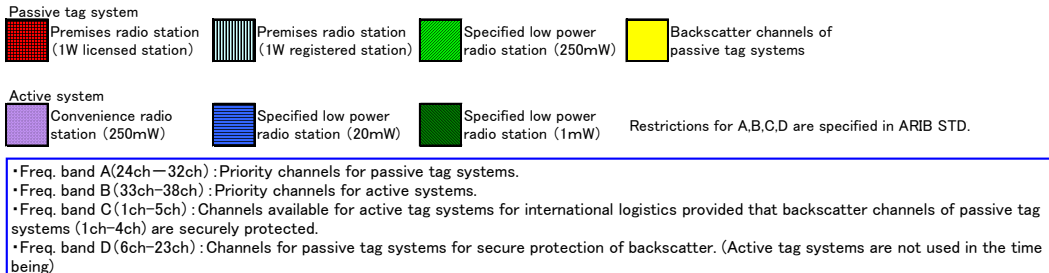 Passive tag system
Premises radio station
(1W licensed station)
Premises radio station
(1W registered station)
Specified low power
radio station (250mW)
Backscatter channels of
passive tag systems
Active system
Convenience radio
station (250mW)
Specified low power
radio station (20mW)
Specified low power
radio station (1mW)
Restrictions for A,B,C,D are specified in ARIB STD.
・Freq. band A(24ch－32ch):Priority channels for passive tag systems.
・Freq. band B(33ch-38ch):Priority channels for active systems.
・Freq. band C(1ch-5ch):Channels available for active tag systems for international logistics provided that backscatter channels of passive tag
systems (1ch-4ch) are securely protected.
・Freq. band D(6ch-23ch):Channels for passive tag systems for secure protection of backscatter. (Active tag systems are not used in the time
being)